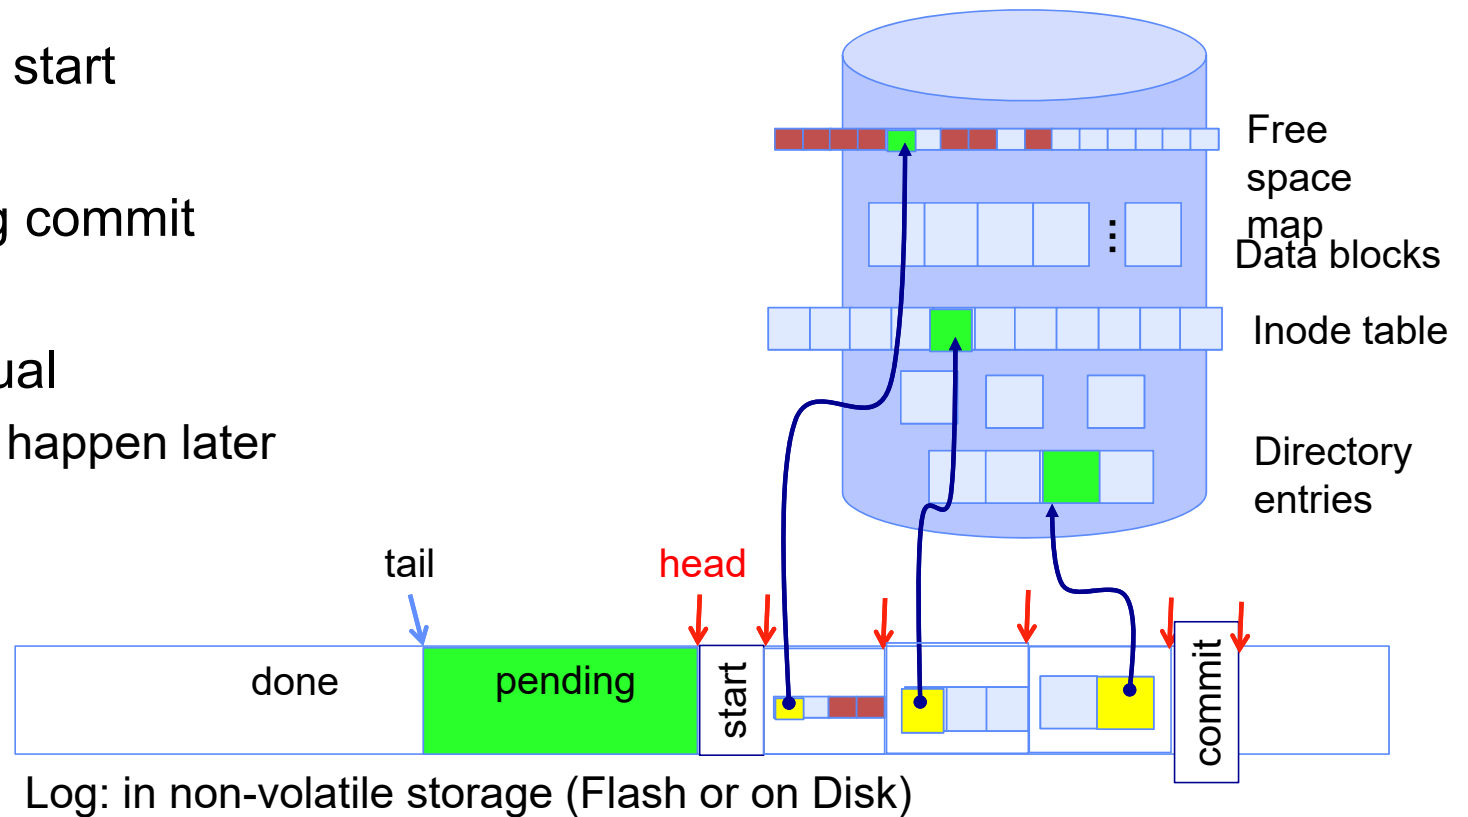 start
g commit
ual
happen later
Free
space
map
Data blocks
Inode table
Directory
entries
tail
head
done
pending
start
commit
Log: in non-volatile storage (Flash or on Disk)